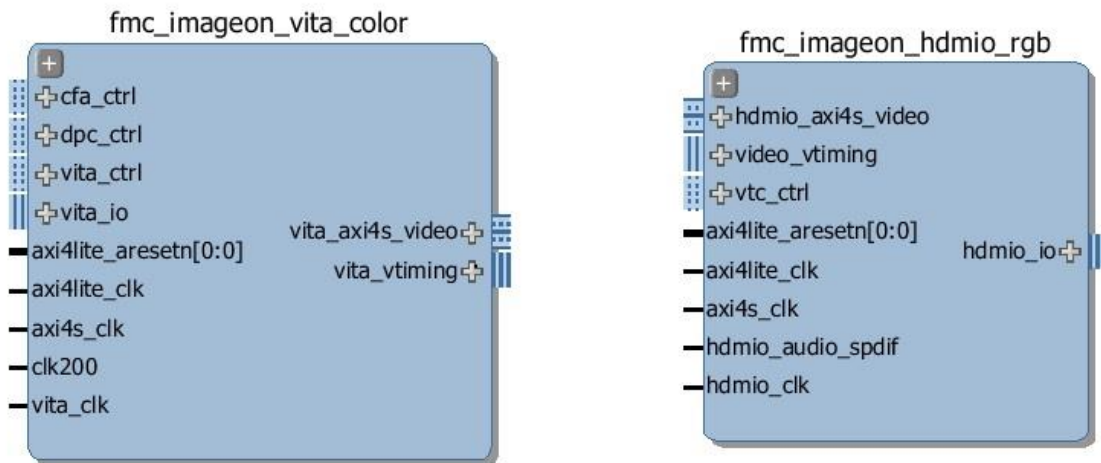 fmc_imageon_vita_color
cfa_ctrl
dpc_ctrl
vita_ctrl
vita_io
axi4lite_aresetn[0:0]
axi4lite_clk
axi4s_clk
clk200
vita_clk
vita_axi4s_video
vita_vtiming
fmc_imageon_hdmio_rgb
hdmio_axi4s_video
video_vtiming
vtc_ctrl
axi4lite_aresetn[0:0]
axi4lite_clk
axi4s_clk
hdmio_audio_spdif
hdmio_clk
hdmio_io